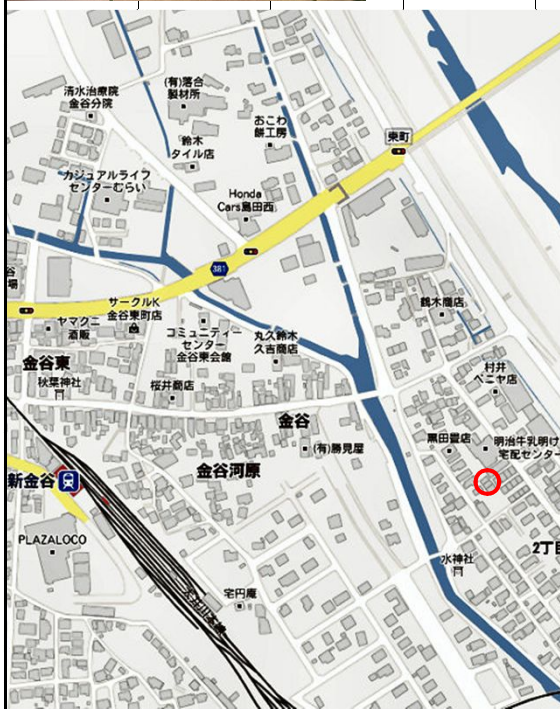 清水治療院
金谷分院
(有)落合
製材所
おこわ
餅工房
東町
鈴木
タイル店
カジュアルライフ
センターむらい
Honda
Cars島田西
381
谷
場
サークルK
金谷東町店
ヤマクニ
酒販
コミュニティー
センター
金谷東会館
丸久鈴木
久吉商店
鶴木商店
金谷東
秋葉神社
桜井商店
村井
ベニヤ店
金谷
黒田畳店
明治牛乳明け
宅配センター
(有)勝見屋
金谷河原
新金谷
PLAZALOCO
2丁目
水神社
宅円庵